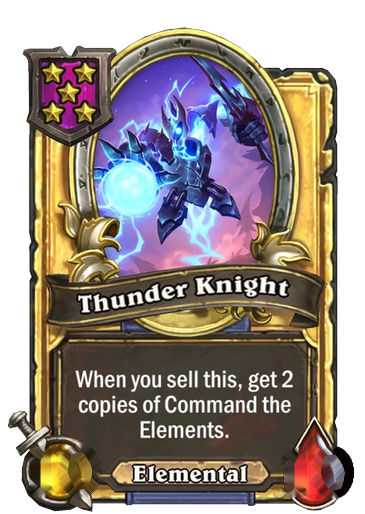 Thunder Knight
When you sell this, get 2
copies of Command the
Elements.
Elemental